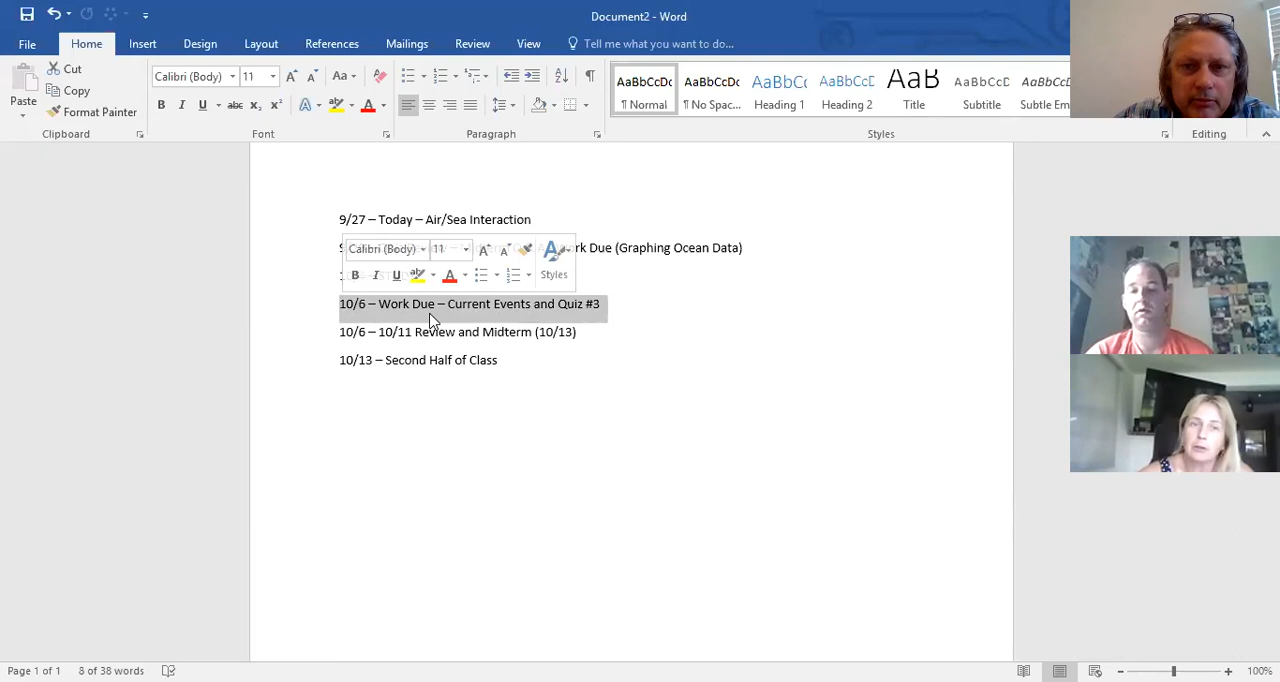 Document2 - Word
File Home Insert Design Layout References Mailings Review View Tell me what you want to do...
Paste
Cut
Copy
Format Painter
Calibri (Body) 11
Clipboard Font Paragraph Styles Editing
AaBbCcDc AaBbCcDc AaBbCc AaBbCcD AaB AaBbCcD AaBbCcD
¶ Normal ¶ No Spac... Heading 1 Heading 2 Title Subtitle Subtle Em
9/27 – Today – Air/Sea Interaction
Work Due (Graphing Ocean Data)
Calibri (Body) 11
Styles
10/6 – Work Due – Current Events and Quiz #3
10/6 – 10/11 Review and Midterm (10/13)
10/13 – Second Half of Class
Page 1 of 1 8 of 38 words 100%